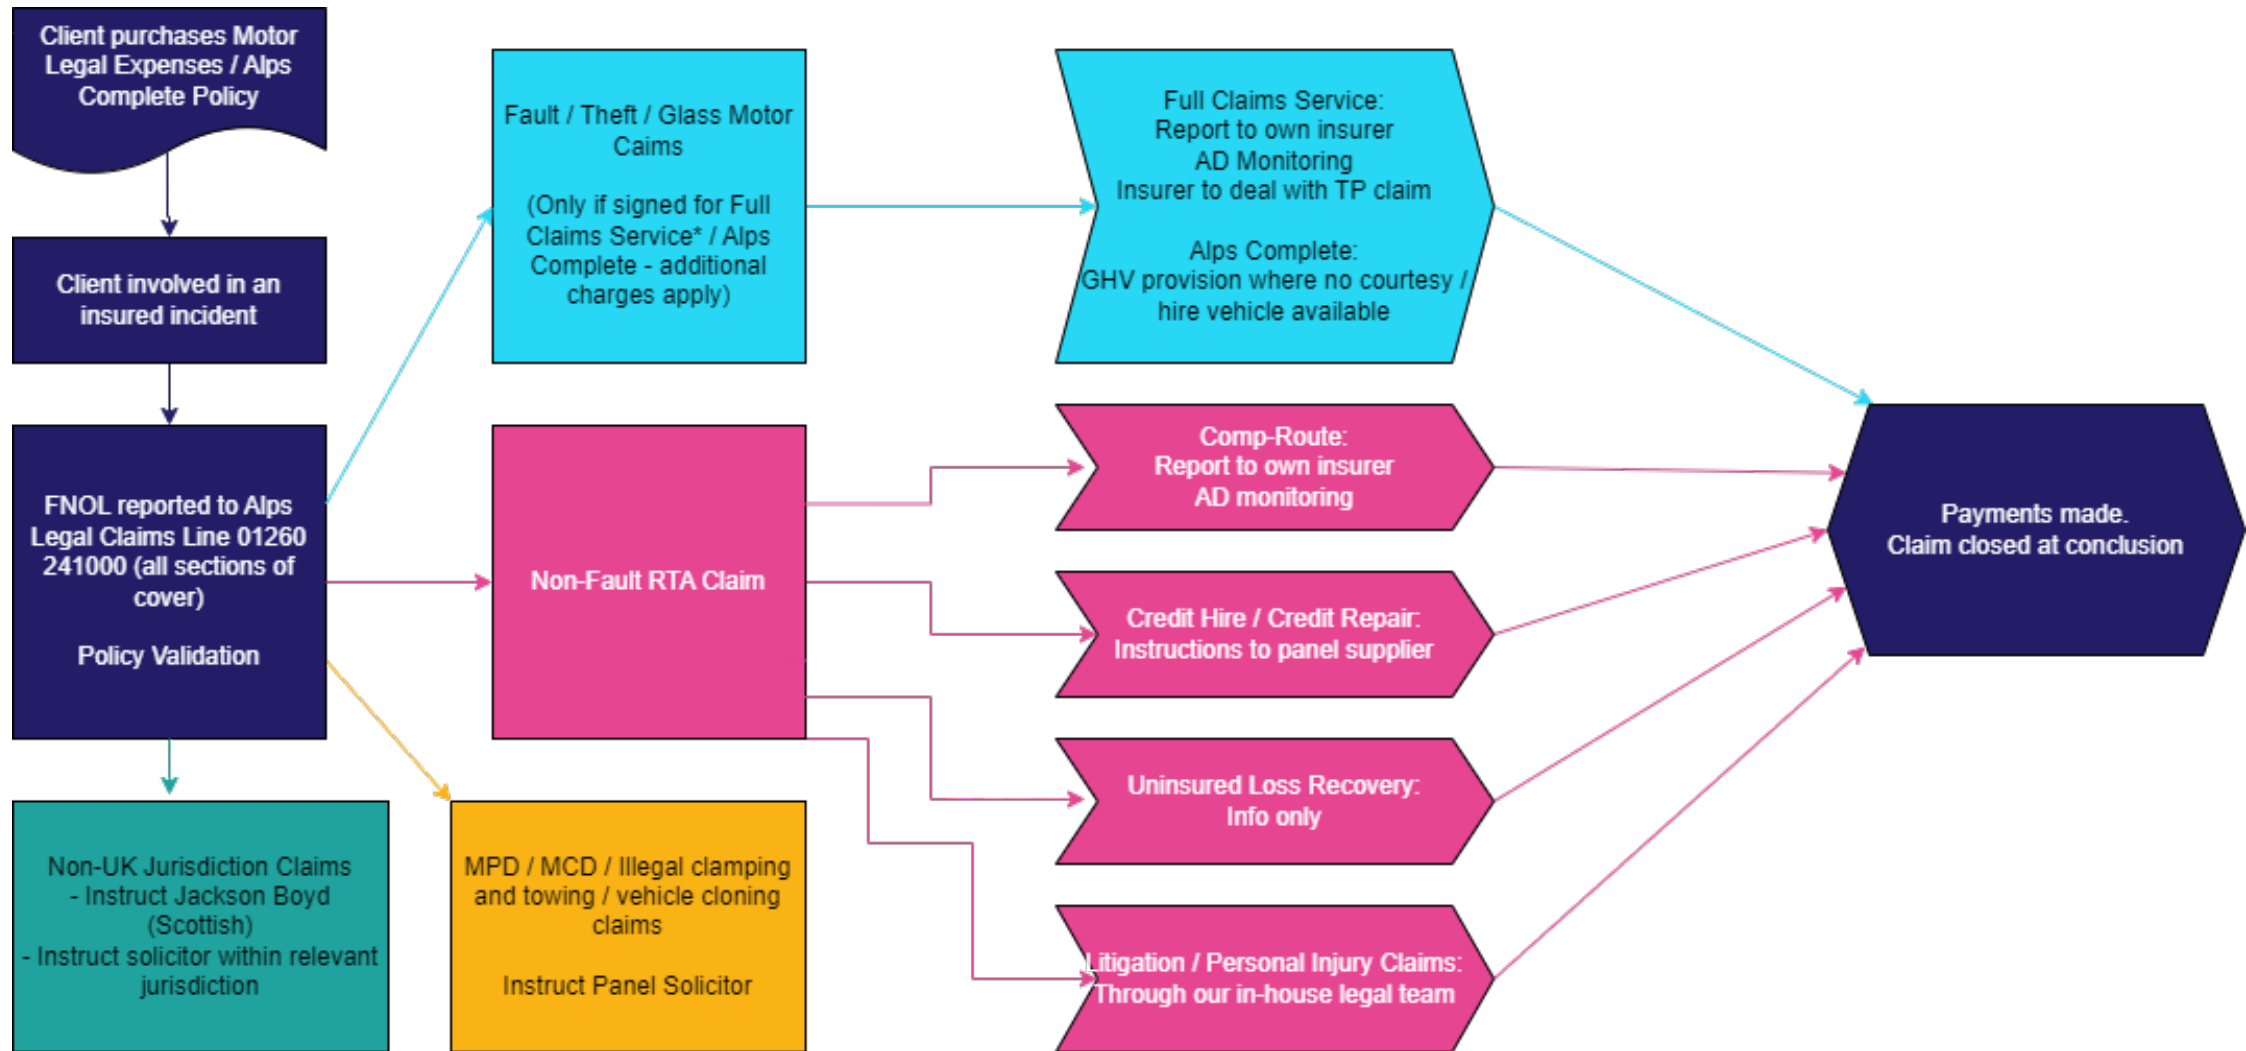 Client purchases Motor
Legal Expenses / Alps
Complete Policy
Client involved in an
insured incident
FNOL reported to Alps
Legal Claims Line 01260
241000 (all sections of
cover)
Policy Validation
Non-UK Jurisdiction Claims
- Instruct Jackson Boyd
(Scottish)
- Instruct solicitor within relevant
jurisdiction
Fault / Theft / Glass Motor
Caims
(Only if signed for Full
Claims Service* / Alps
Complete - additional
charges apply)
Non-Fault RTA Claim
MPD / MCD / Illegal clamping
and towing / vehicle cloning
claims
Instruct Panel Solicitor
Full Claims Service:
Report to own insurer
AD Monitoring
Insurer to deal with TP claim
Alps Complete:
GHV provision where no courtesy /
hire vehicle available
Comp-Route:
Report to own insurer
AD monitoring
Credit Hire / Credit Repair:
Instructions to panel supplier
Uninsured Loss Recovery:
Info only
Litigation / Personal Injury Claims:
Through our in-house legal team
Payments made.
Claim closed at conclusion